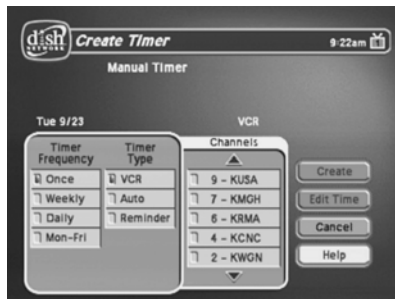 dish
NETWORK
Create Timer
9:22am
Manual Timer
Tue 9/23
VCR
Timer
Frequency
Once
Weekly
Daily
Mon-Fri
Timer
Type
VCR
Auto
Reminder
Channels
9 - KUSA
7 - KMGH
6 - KRMA
4 - KCNC
2 - KWGN
Create
Edit Time
Cancel
Help